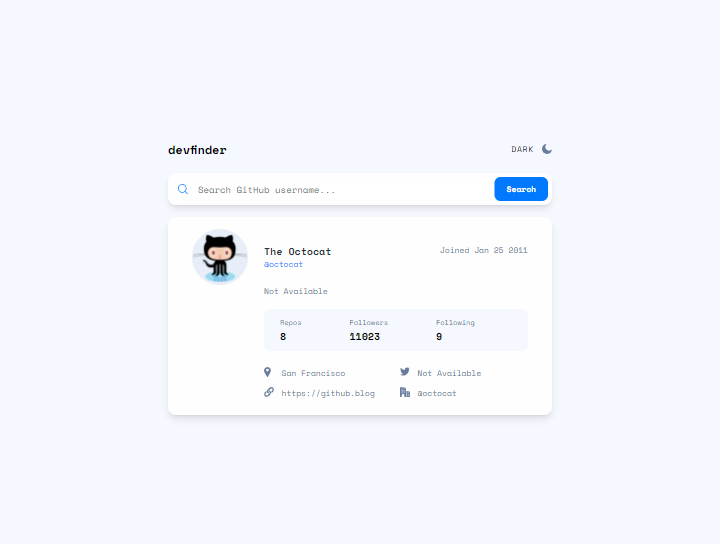 devfinder
DARK
Search GitHub username...
Search
The Octocat
Joined Jan 25 2011
@octocat
Not Available
Repos Followers Following
8 11023 9
San Francisco
Not Available
https://github.blog
@octocat